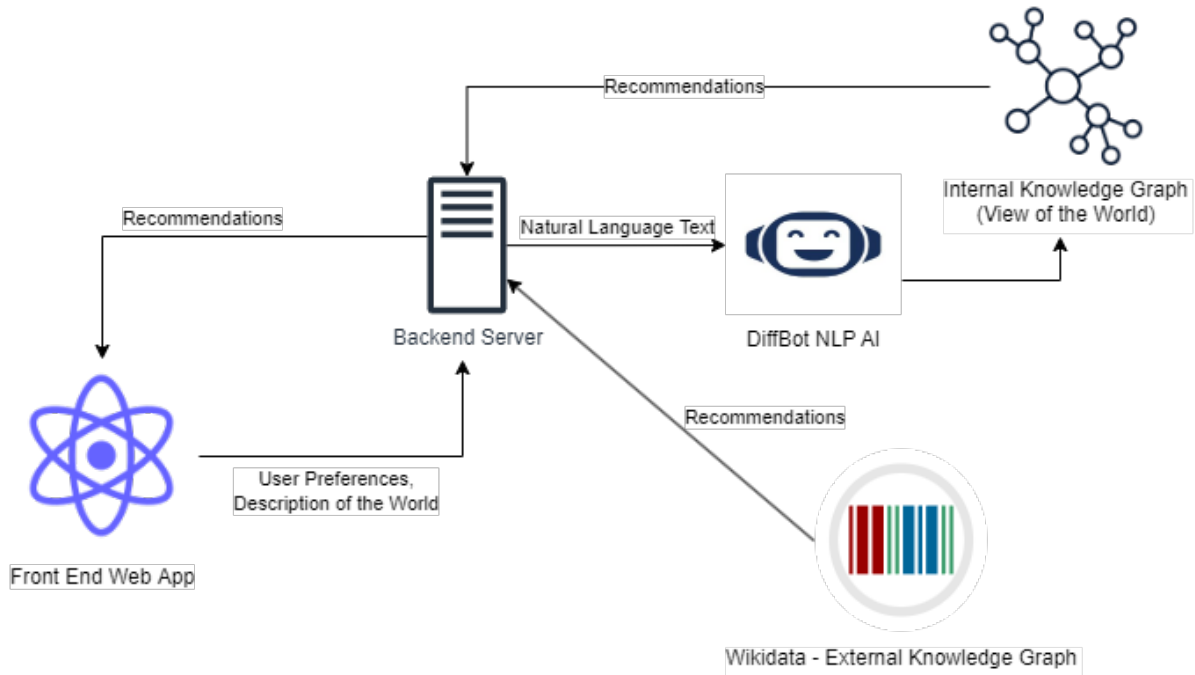 Recommendations
Internal Knowledge Graph
(View of the World)
Recommendations
Natural Language Text
Backend Server
DiffBot NLP AI
Recommendations
User Preferences,
Description of the World
Front End Web App
Wikidata - External Knowledge Graph